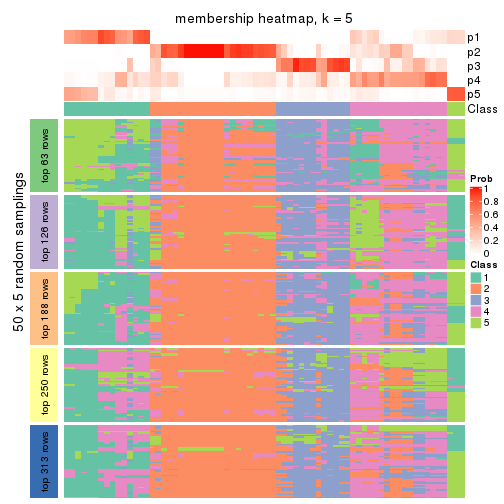 membership heatmap, k = 5
p1
p2
p3
p4
p5
Class
50 x 5 random samplings
top 63 rows
top 126 rows
top 188 rows
top 250 rows
top 313 rows
Prob
1
0.8
0.6
0.4
0.2
0
Class
1
2
3
4
5